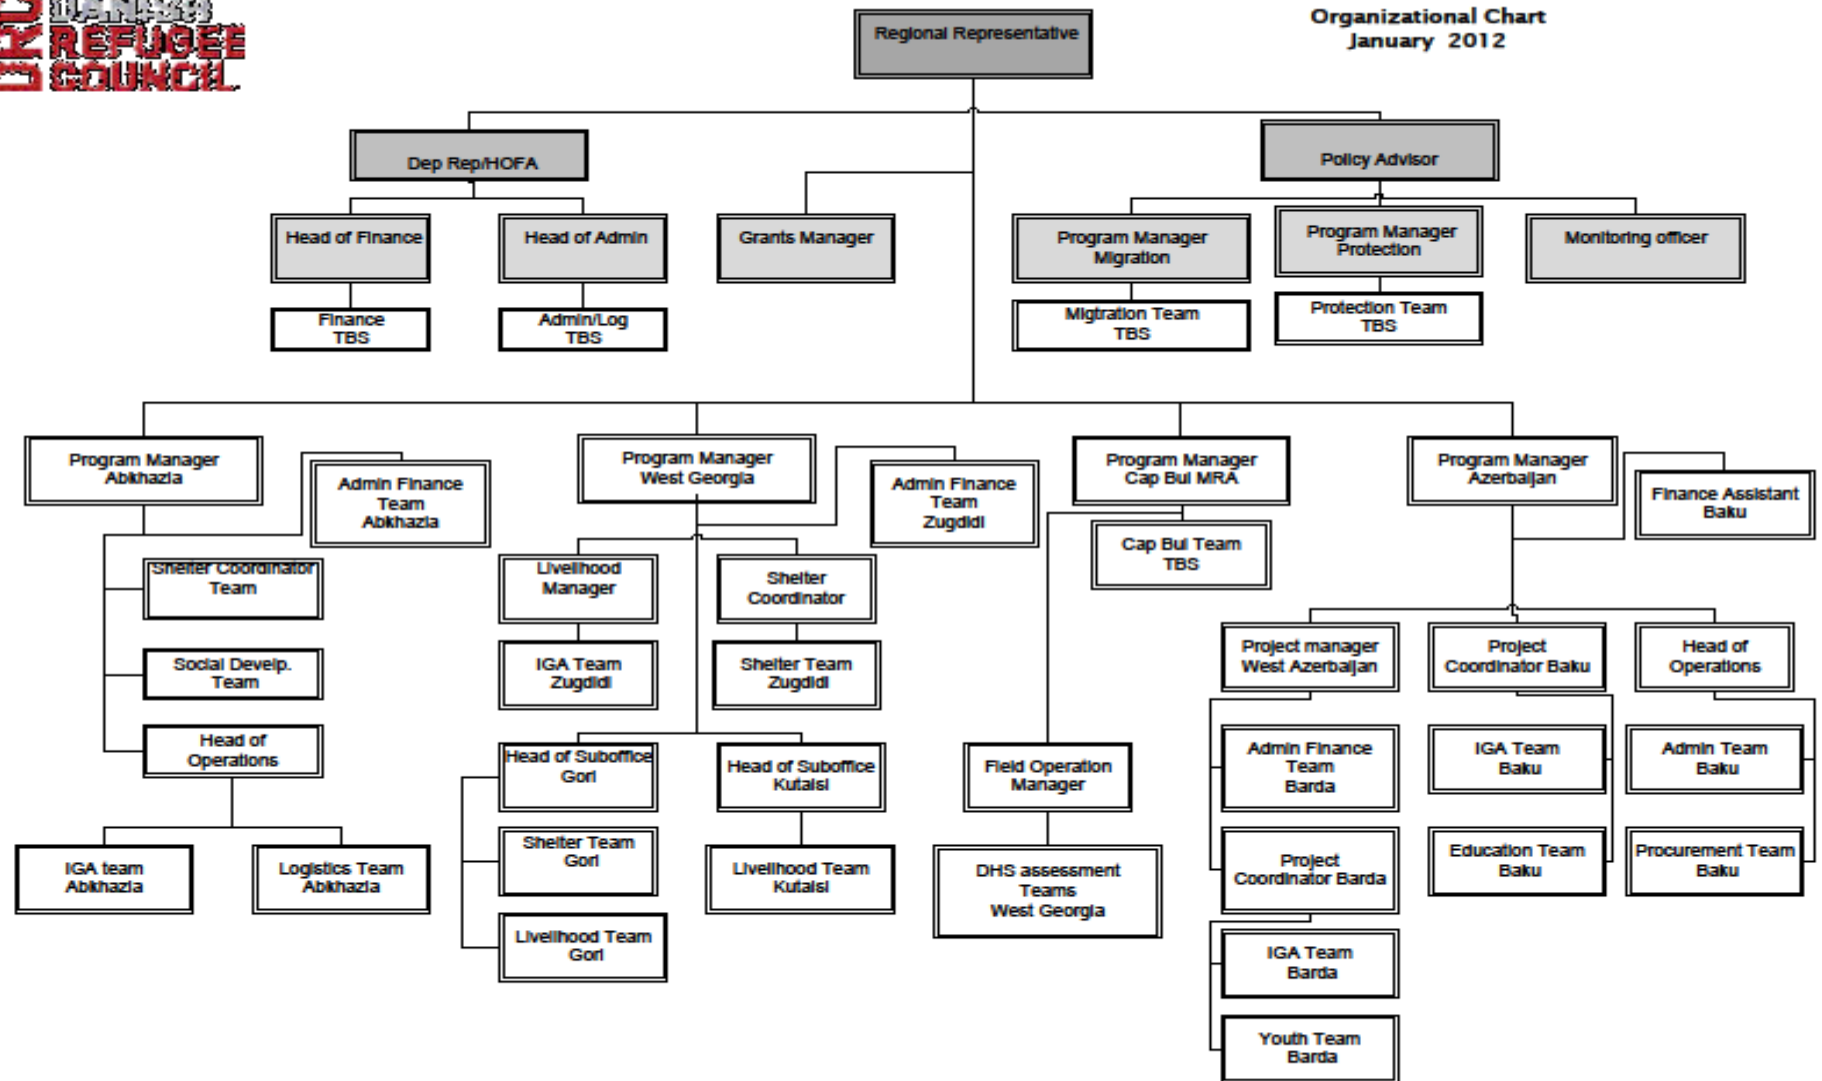 DRC
DANISH
REFUGEE
COUNCIL
Organizational Chart
January 2012
Regional Representative
Dep Rep/HOFA
Policy Advisor
Head of Finance
Head of Admin
Grants Manager
Program Manager
Migration
Program Manager
Protection
Monitoring officer
Finance
TBS
Admin/Log
TBS
Migtration Team
TBS
Protection Team
TBS
Program Manager
Abkhazia
Admin Finance
Team
Abkhazia
Program Manager
West Georgia
Admin Finance
Team
Zugdidi
Program Manager
Cap Bui MRA
Program Manager
Azerbaijan
Finance Assistant
Baku
Cap Bui Team
TBS
Shelter Coordinator
Team
Livelihood
Manager
Shelter
Coordinator
Social Develp.
Team
IGA Team
Zugdidi
Shelter Team
Zugdidi
Project manager
West Azerbaijan
Project
Coordinator Baku
Head of
Operations
Head of
Operations
Head of Suboffice
Gori
Head of Suboffice
Kutaisi
Field Operation
Manager
Admin Finance
Team
Barda
IGA Team
Baku
Admin Team
Baku
IGA team
Abkhazia
Logistics Team
Abkhazia
Shelter Team
Gori
Livelihood Team
Kutaisi
DHS assessment
Teams
West Georgia
Project
Coordinator Barda
Education Team
Baku
Procurement Team
Baku
Livelihood Team
Gori
IGA Team
Barda
Youth Team
Barda